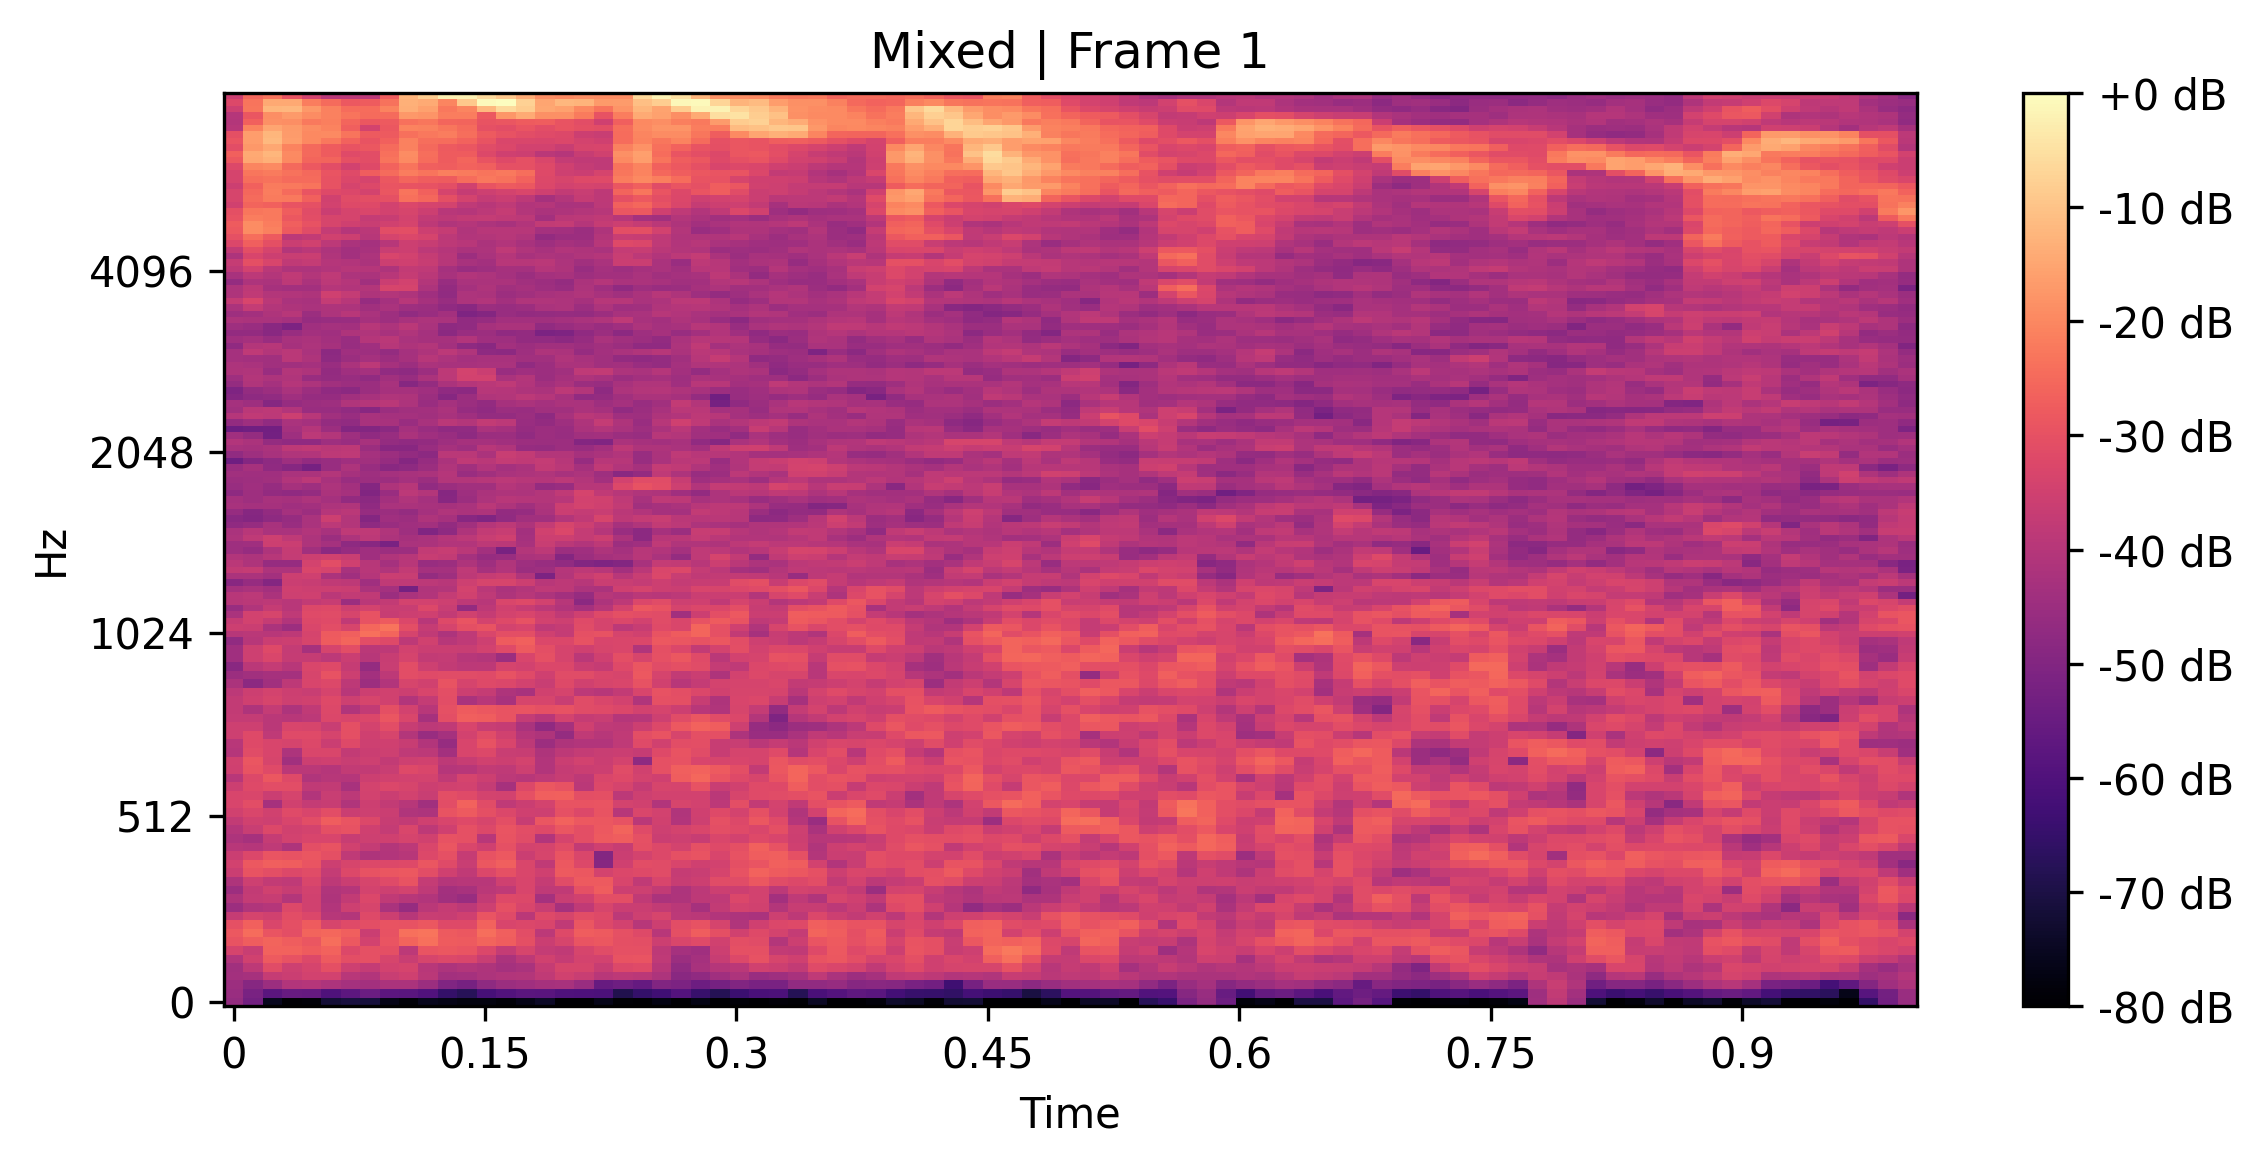 Mixed | Frame 1
Hz
4096
2048
1024
512
0
0 0.15 0.3 0.45 0.6 0.75 0.9
Time
+0 dB
-10 dB
-20 dB
-30 dB
-40 dB
-50 dB
-60 dB
-70 dB
-80 dB